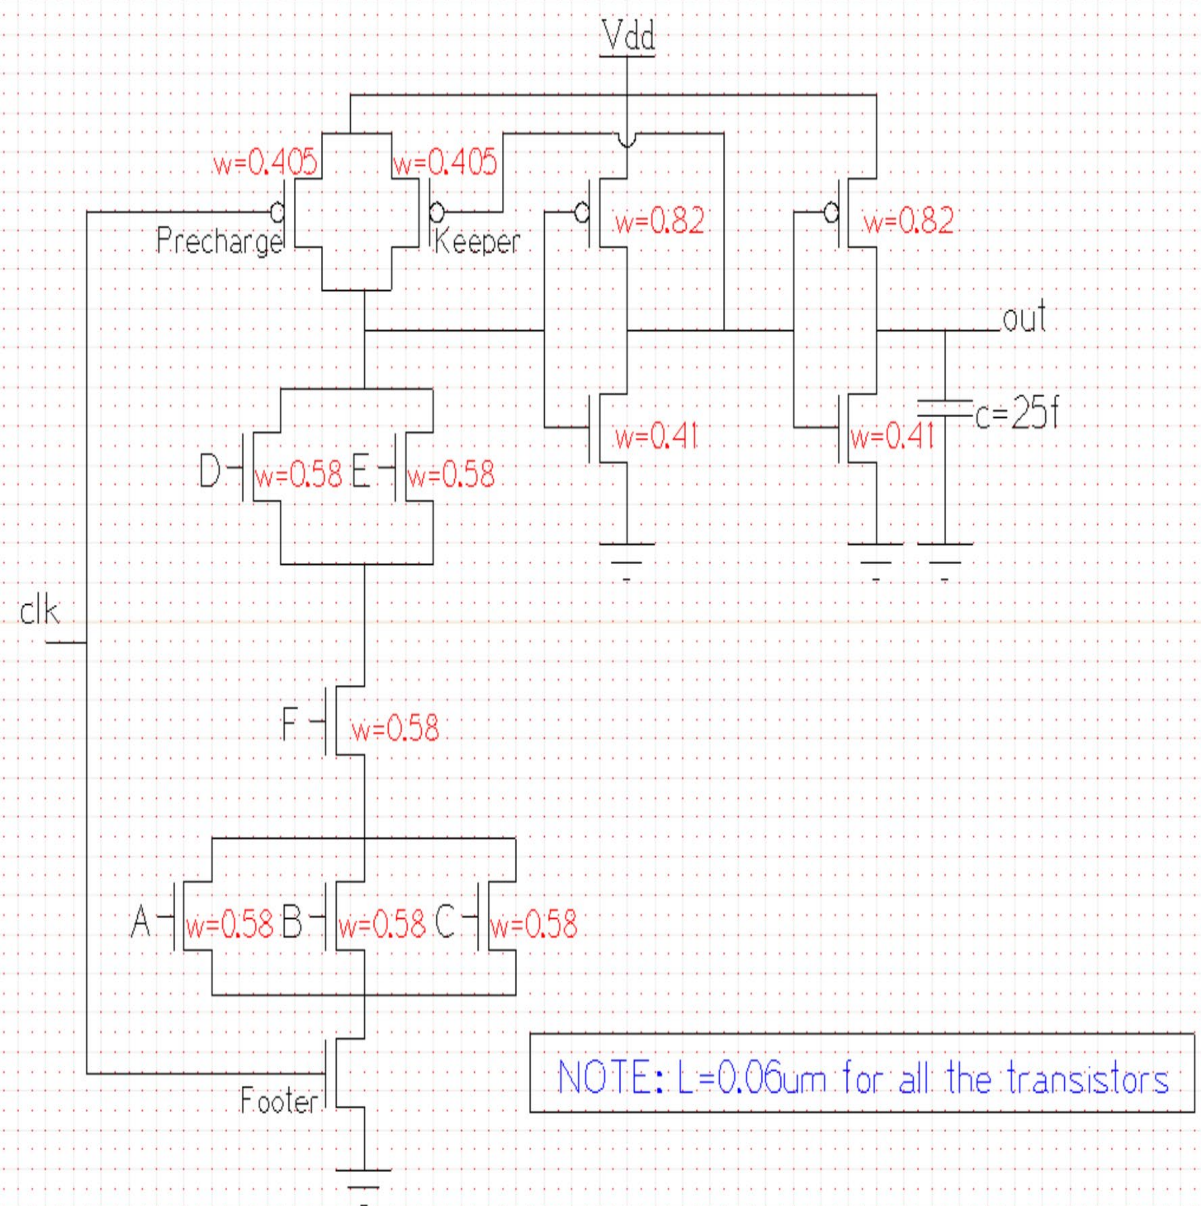 Vdd
w=0.405
w=0.405
Precharge
Keeper
w=0.82
w=0.82
out
c=25f
w=0.41
w=0.41
D
w=0.58
E
w=0.58
clk
F
w=0.58
A
w=0.58
B
w=0.58
C
w=0.58
Footer
NOTE: L=0.06um for all the transistors